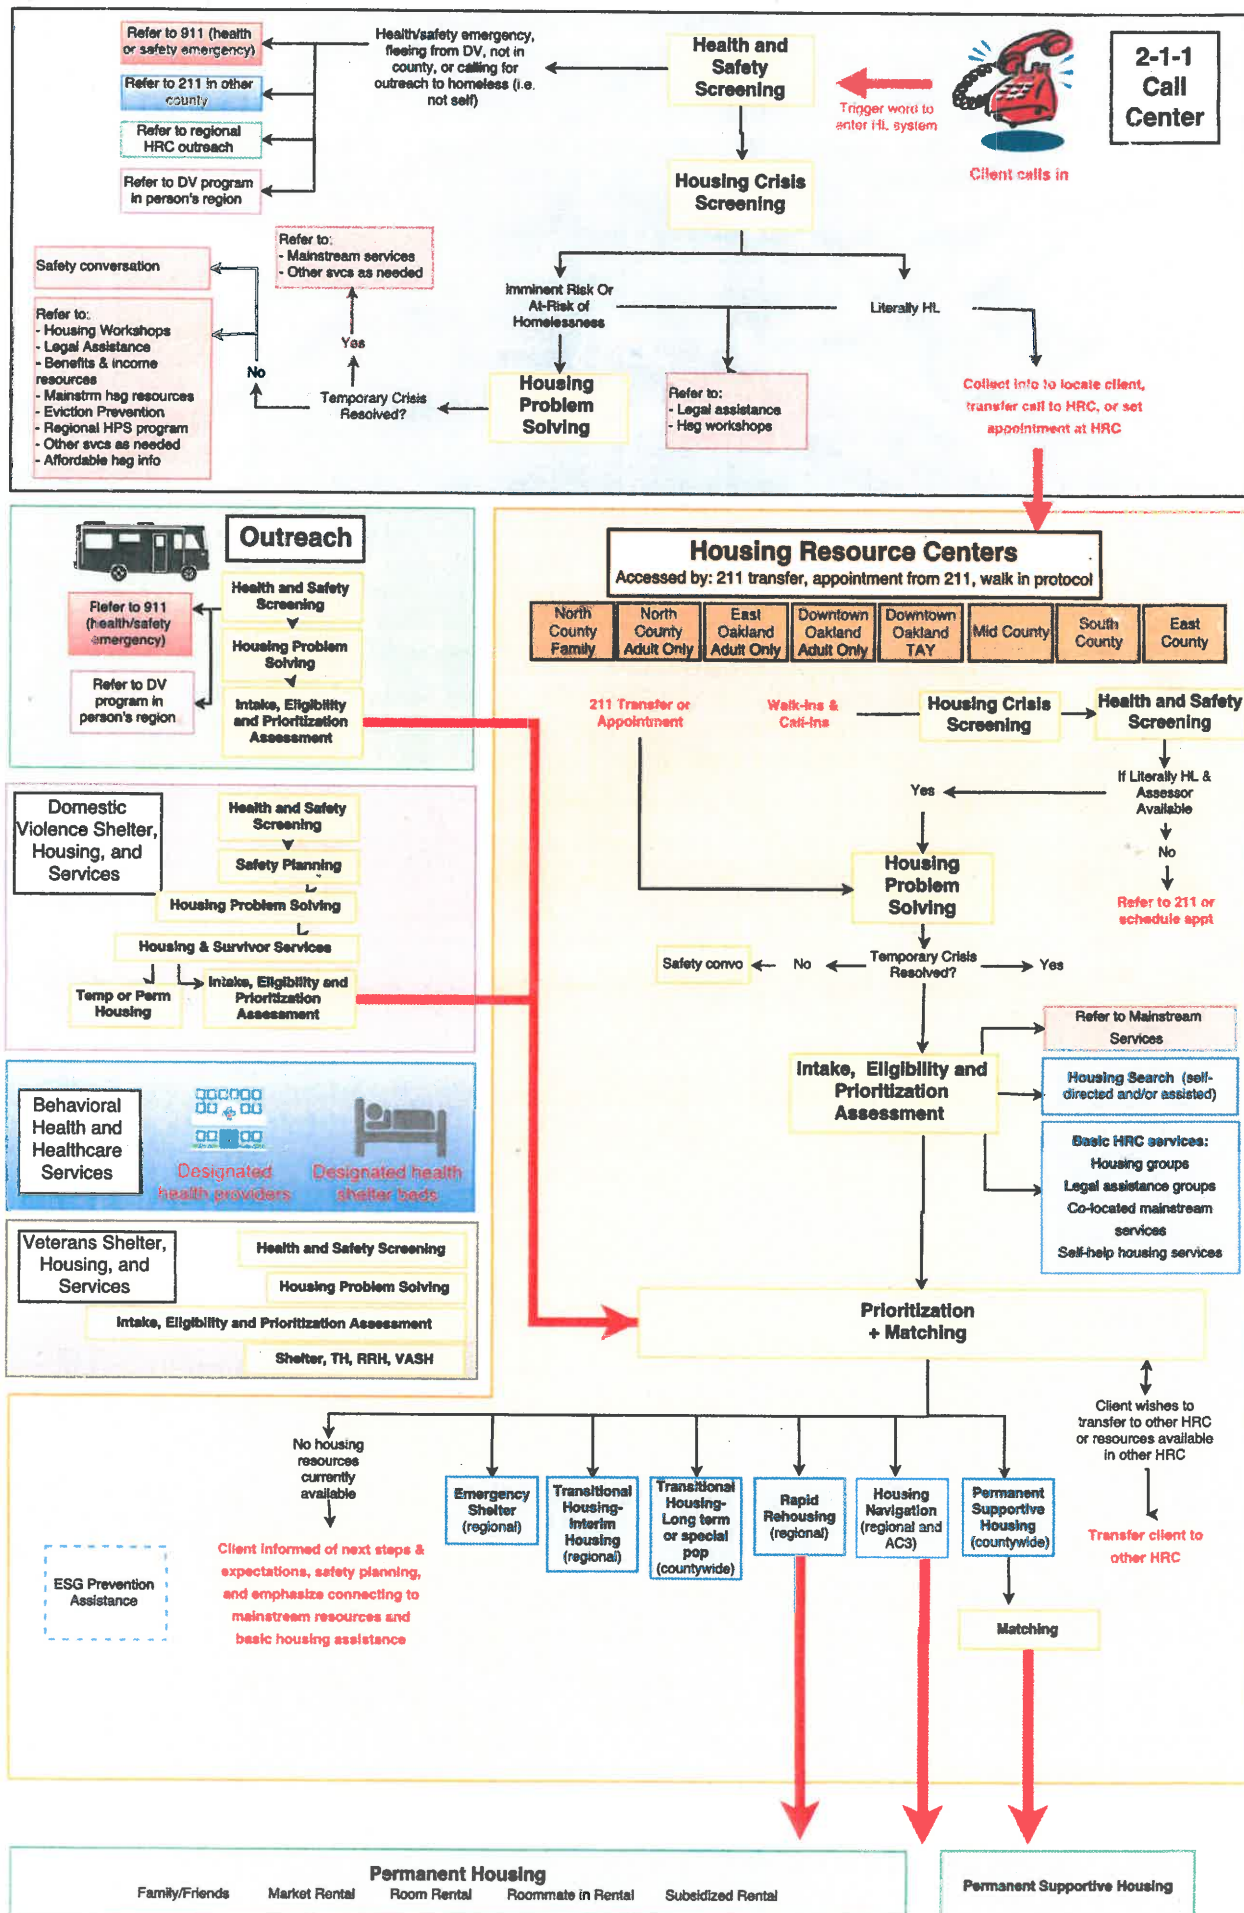 2-1-1
Call
Center
Client calls in
Trigger word to
enter HL system
Health and
Safety
Screening
Health/safety emergency,
fleeing from DV, not in
county, or calling for
outreach to homeless (i.e.
not self)
Refer to 911 (health
or safety emergency)
Refer to 211 in other
county
Refer to regional
HRC outreach
Refer to DV program
in person's region
Housing Crisis
Screening
Imminent Risk Or
At-Risk of
Homelessness
Literally HL
Refer to:
- Legal assistance
- Hsg workshops
Collect info to locate client,
transfer call to HRC, or set
appointment at HRC
Housing
Problem
Solving
Temporary Crisis
Resolved?
Yes
Refer to:
- Mainstream services
- Other svcs as needed
No
Safety conversation
Refer to:
- Housing Workshops
- Legal Assistance
- Benefits & income
resources
- Mainstrm hsg resources
- Eviction Prevention
- Regional HPS program
- Other svcs as needed
- Affordable hsg info
Outreach
Health and Safety
Screening
Refer to 911
(health/safety
emergency)
Housing Problem
Solving
Refer to DV
program in
person's region
Intake, Eligibility
and Prioritization
Assessment
Domestic
Violence Shelter,
Housing, and
Services
Health and Safety
Screening
Safety Planning
Housing Problem Solving
Housing & Survivor Services
Temp or Perm
Housing
Intake, Eligibility and
Prioritization
Assessment
Behavioral
Health and
Healthcare
Services
Designated
health providers
Designated health
shelter beds
Veterans Shelter,
Housing, and
Services
Health and Safety Screening
Housing Problem Solving
Intake, Eligibility and Prioritization Assessment
Shelter, TH, RRH, VASH
Housing Resource Centers
Accessed by: 211 transfer, appointment from 211, walk in protocol
North
County
Family
North
County
Adult Only
East
Oakland
Adult Only
Downtown
Oakland
Adult Only
Downtown
Oakland
TAY
Mid County
South
County
East
County
211 Transfer or
Appointment
Walk-Ins &
Call-Ins
Housing Crisis
Screening
Health and Safety
Screening
If Literally HL &
Assessor
Available
Yes
No
Refer to 211 or
schedule appt
Housing
Problem
Solving
Temporary Crisis
Resolved?
No
Safety convo
Yes
Intake, Eligibility and
Prioritization
Assessment
Refer to Mainstream
Services
Housing Search (self-
directed and/or assisted)
Basic HRC services:
Housing groups
Legal assistance groups
Co-located mainstream
services
Self-help housing services
Prioritization
+ Matching
Client wishes to
transfer to other HRC
or resources available
in other HRC
Transfer client to
other HRC
No housing
resources
currently
available
Client informed of next steps &
expectations, safety planning,
and emphasize connecting to
mainstream resources and
basic housing assistance
Emergency
Shelter
(regional)
Transitional
Housing-
Interim
Housing
(regional)
Transitional
Housing-
Long term
or special
pop
(countywide)
Rapid
Rehousing
(regional)
Housing
Navigation
(regional and
AC3)
Permanent
Supportive
Housing
(countywide)
Matching
ESG Prevention
Assistance
Permanent Housing
Family/Friends
Market Rental
Room Rental
Roommate in Rental
Subsidized Rental
Permanent Supportive Housing